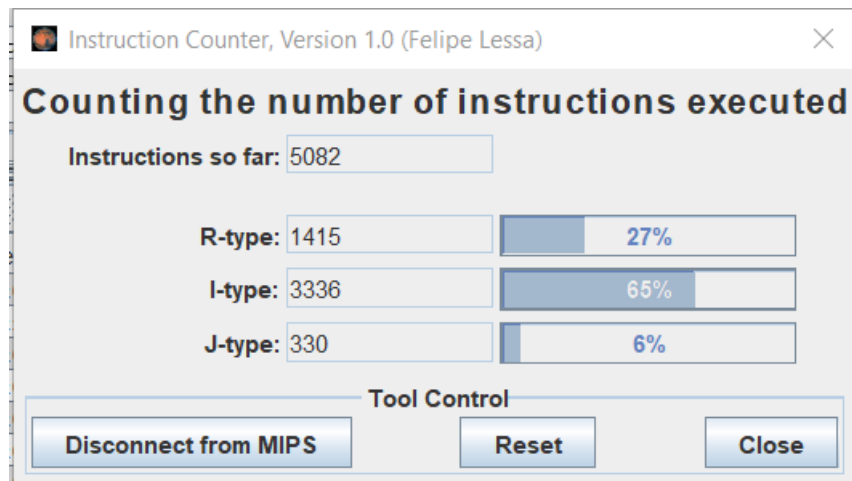 Instruction Counter, Version 1.0 (Felipe Lessa)
Counting the number of instructions executed
Instructions so far: 5082
R-type: 1415 27%
I-type: 3336 65%
J-type: 330 6%
Tool Control
Disconnect from MIPS Reset Close